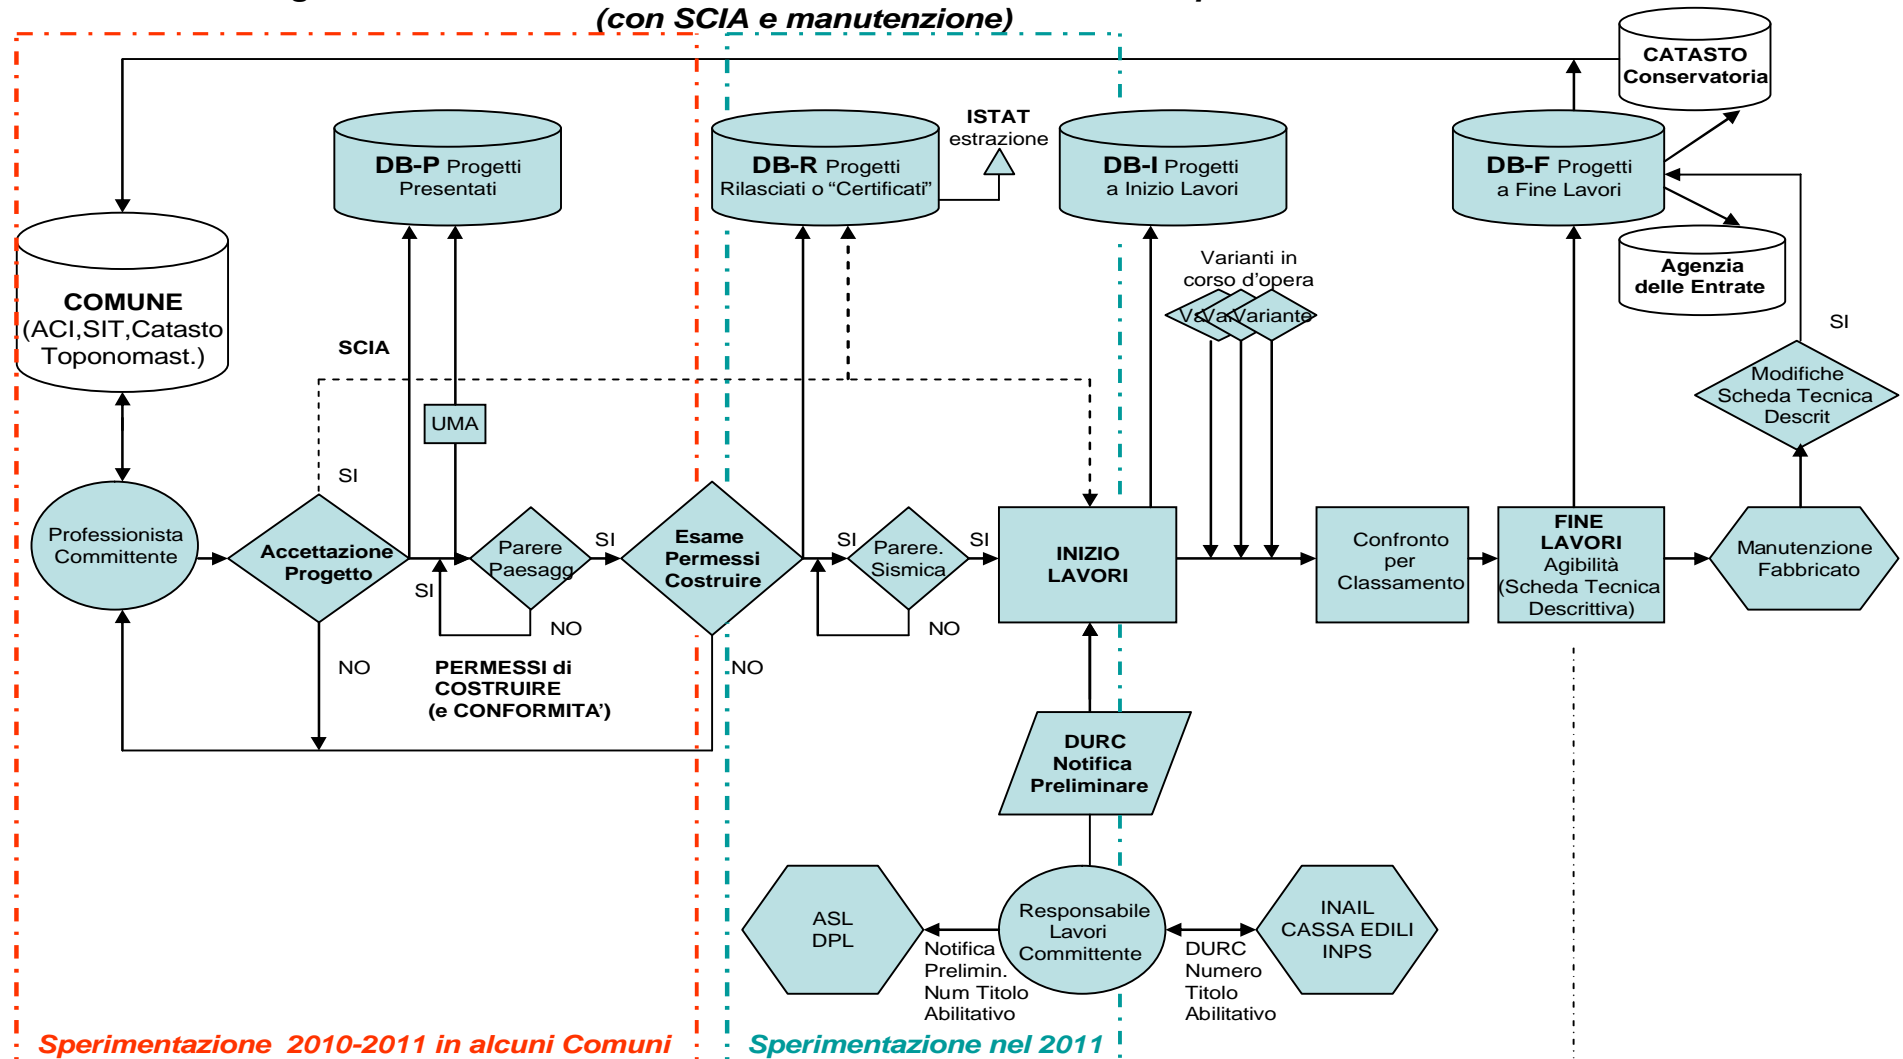 (con SCIA e manutenzione)
CATASTO
Conservatoria
ISTAT
estrazione
DB-P Progetti
Presentati
DB-R Progetti
Rilasciati o “Certificati”
DB-I Progetti
a Inizio Lavori
DB-F Progetti
a Fine Lavori
Varianti in
corso d’opera
Variante
Agenzia
delle Entrate
COMUNE
(ACI,SIT,Catasto
Toponomast.)
SCIA
SI
UMA
Modifiche
Scheda Tecnica
Descrit
SI
Professionista
Committente
Accettazione
Progetto
SI
Parere
Paesagg
SI
Esame
Permessi
Costruire
SI
Parere.
Sismica
SI
INIZIO
LAVORI
Confronto
per
Classamento
FINE
LAVORI
Agibilità
(Scheda Tecnica
Descrittiva)
Manutenzione
Fabbricato
NO
NO
NO
NO
PERMESSI di
COSTRUIRE
(e CONFORMITA’)
DURC
Notifica
Preliminare
ASL
DPL
Responsabile
Lavori
Committente
INAIL
CASSA EDILI
INPS
Notifica
Prelimin.
Num Titolo
Abilitativo
DURC
Numero
Titolo
Abilitativo
Sperimentazione 2010-2011 in alcuni Comuni
Sperimentazione nel 2011